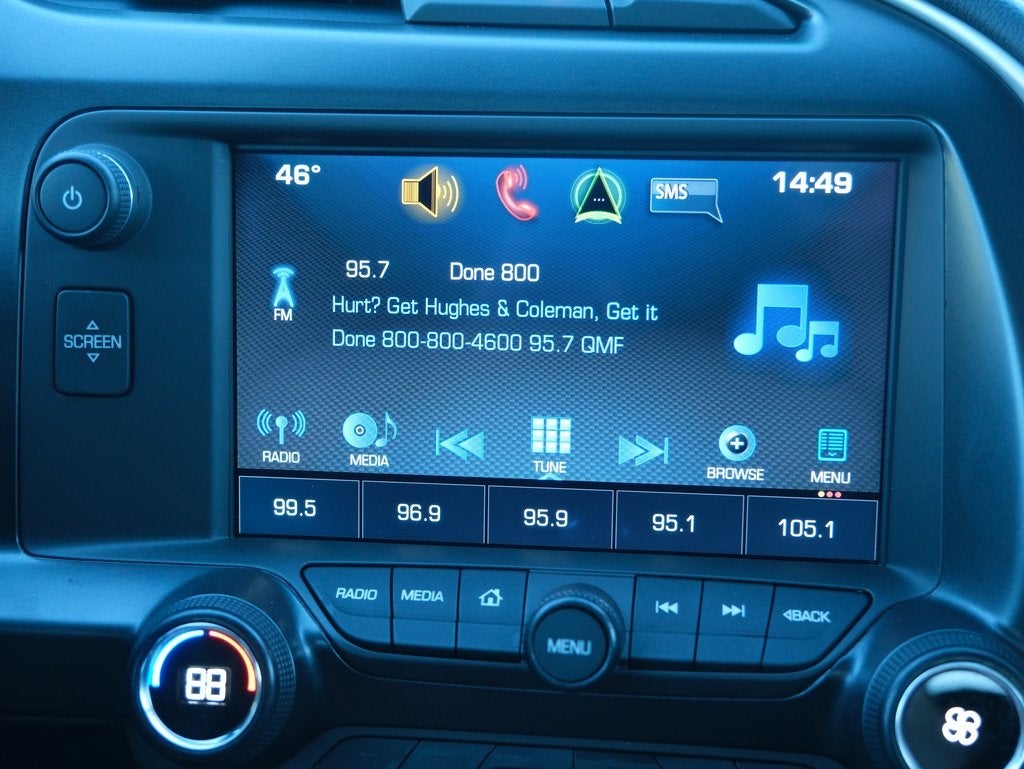 46°
SMS
14:49
95.7 Done 800
FM
Hurt? Get Hughes & Coleman, Get it
Done 800-800-4600 95.7 QMF
SCREEN
RADIO
MEDIA
TUNE
BROWSE
MENU
99.5
96.9
95.9
95.1
105.1
RADIO
MEDIA
MENU
BACK
88